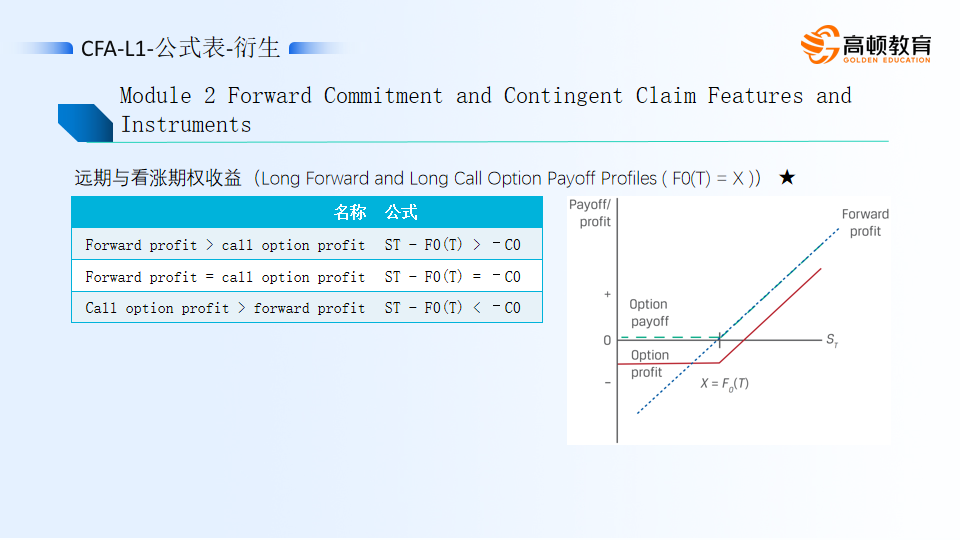 CFA-L1-公式表-衍生
高顿教育
GOLDEN EDUCATION
Module 2 Forward Commitment and Contingent Claim Features and
Instruments
远期与看涨期权收益（Long Forward and Long Call Option Payoff Profiles ( F0(T) = X )） ★
名称 公式
Forward profit > call option profit ST - F0(T) > -C0
Forward profit = call option profit ST - F0(T) = -C0
Call option profit > forward profit ST - F0(T) < -C0
Payoff/
profit
Forward
profit
+
Option
payoff
0
S_T
Option
profit
-
X = F_0(T)